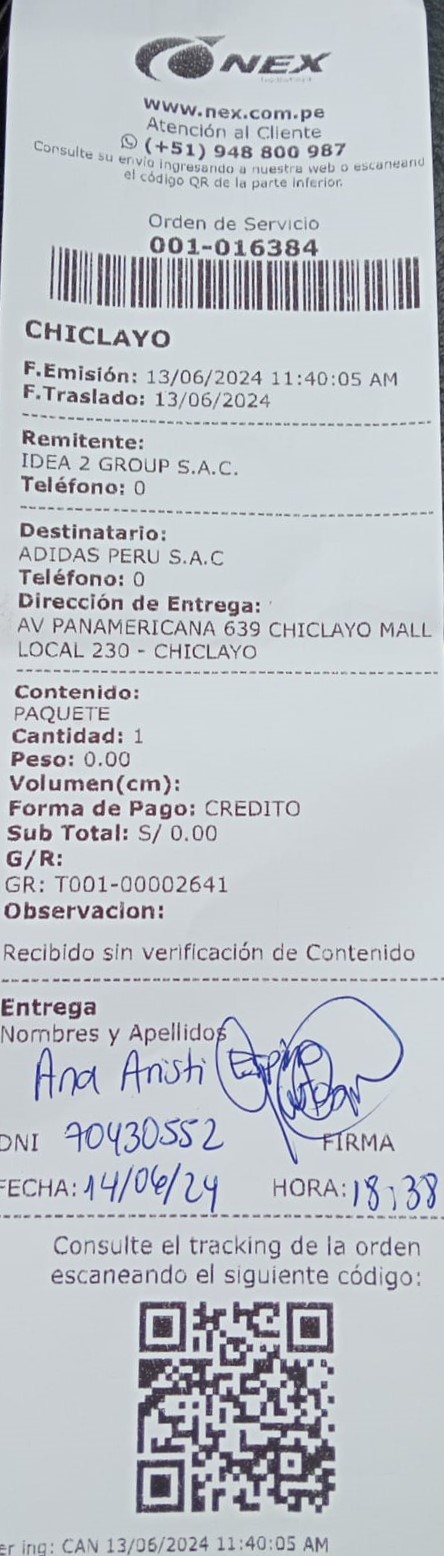 NEX
www.nex.com.pe
Atención al Cliente
(+51) 948 800 987
Consulte su envío ingresando a nuestra web o escaneand
el código QR de la parte inferior.
Orden de Servicio
001-016384
CHICLAYO
F.Emisión: 13/06/2024 11:40:05 AM
F.Traslado: 13/06/2024
Remitente:
IDEA 2 GROUP S.A.C.
Teléfono: 0
Destinatario:
ADIDAS PERU S.A.C
Teléfono: 0
Dirección de Entrega:
AV PANAMERICANA 639 CHICLAYO MALL
LOCAL 230 - CHICLAYO
Contenido:
PAQUETE
Cantidad: 1
Peso: 0.00
Volumen(cm):
Forma de Pago: CREDITO
Sub Total: S/ 0.00
G/R:
GR: T001-00002641
Observacion:
Recibido sin verificación de Contenido
Entrega
Nombres y Apellidos
Ana Aristi
DNI 70430552 FIRMA
FECHA: 14/06/24 HORA: 18:38
Consulte el tracking de la orden
escaneando el siguiente código:
er ing: CAN 13/06/2024 11:40:05 AM